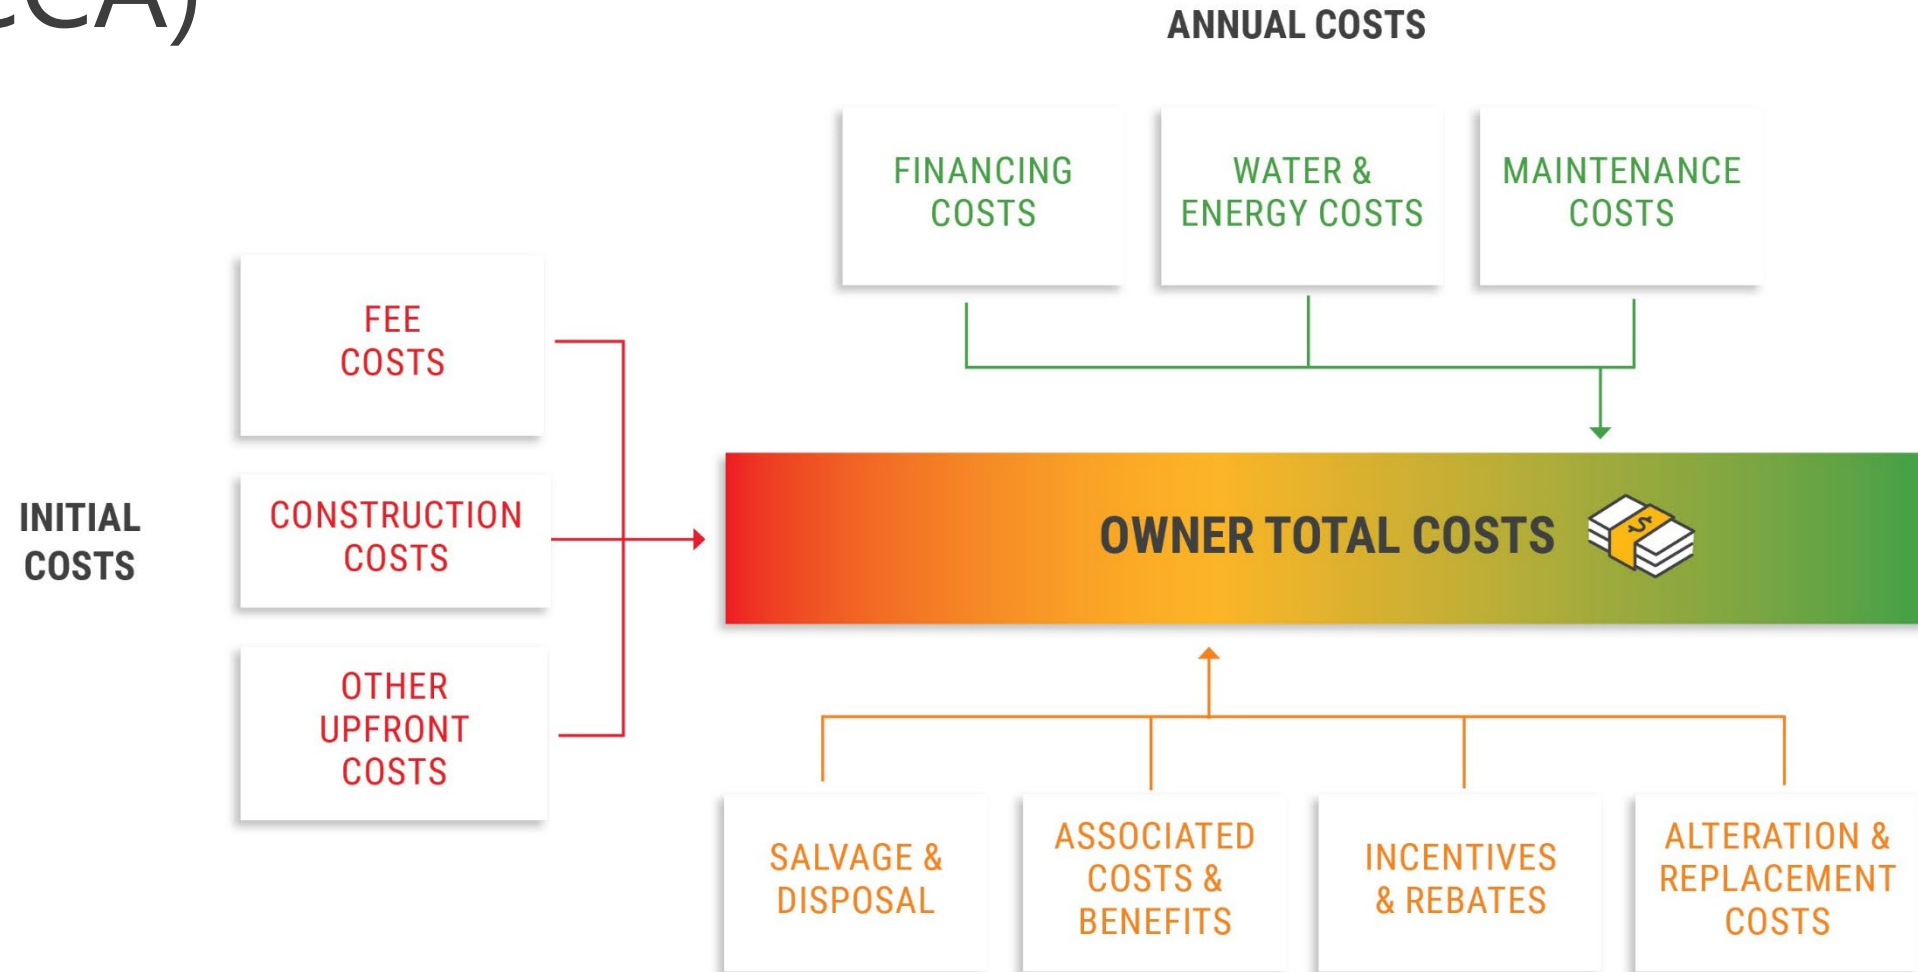 CCA)
ANNUAL COSTS
FINANCING
COSTS
WATER &
ENERGY COSTS
MAINTENANCE
COSTS
FEE
COSTS
INITIAL
COSTS
CONSTRUCTION
COSTS
OTHER
UPFRONT
COSTS
OWNER TOTAL COSTS
$
SALVAGE &
DISPOSAL
ASSOCIATED
COSTS &
BENEFITS
INCENTIVES
& REBATES
ALTERATION &
REPLACEMENT
COSTS